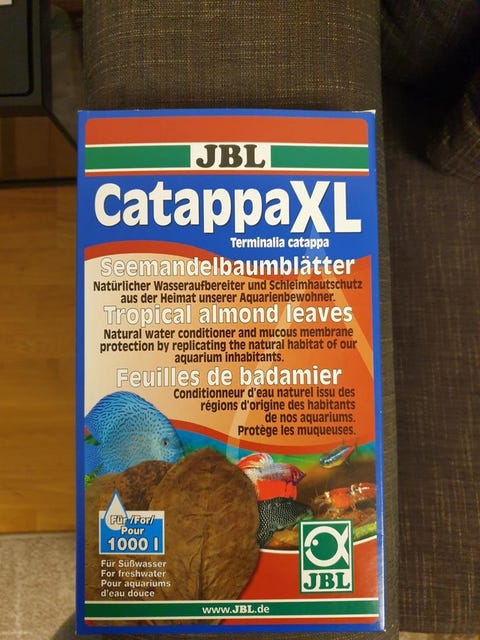 JBL
CatappaXL
Terminalia catappa
Seemandelbaumblätter
Natürlicher Wasseraufbereiter und Schleimhautschutz
aus der Heimat unserer Aquarienbewohner.
Tropical almond leaves
Natural water conditioner and mucous membrane
protection by replicating the natural habitat of our
aquarium inhabitants.
Feuilles de badamier
Conditionneur d'eau naturel issu des
régions d'origine des habitants
de nos aquariums.
Protège les muqueuses.
Für /For/
Pour
1000 l
Für Süßwasser
For freshwater
Pour aquariums
d'eau douce
JBL
www.JBL.de